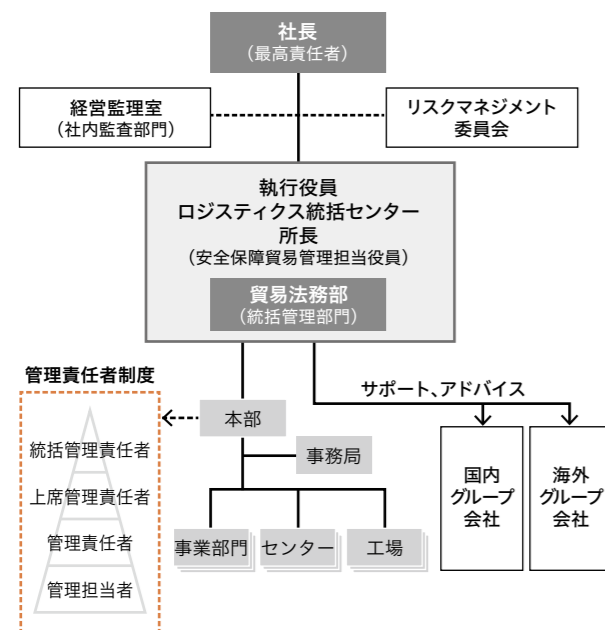 社長
(最高責任者)
経営監理室
(社内監査部門)
リスクマネジメント
委員会
執行役員
ロジスティクス統括センター
所長
(安全保障貿易管理担当役員)
貿易法務部
(統括管理部門)
管理責任者制度
サポート、アドバイス
本部
事務局
統括管理責任者
上席管理責任者
管理責任者
管理担当者
事業部門
センター
工場
国内
グループ
会社
海外
グループ
会社